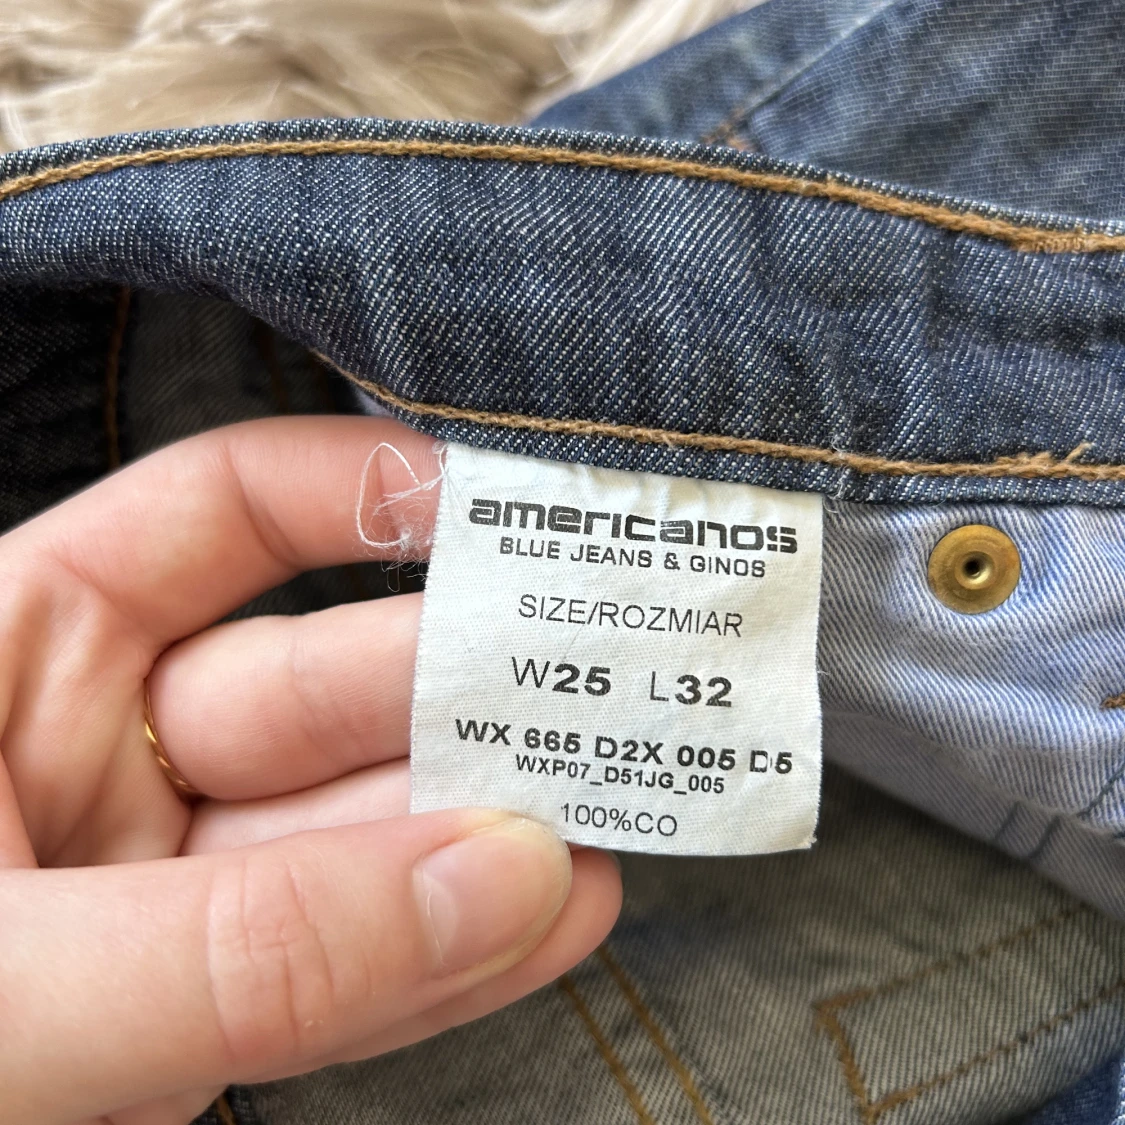 americanos
BLUE JEANS & GINOS
SIZE/ROZMIAR
W25 L32
WX 665 D2X 005 D5
WXP07_D51JG_005
100%CO